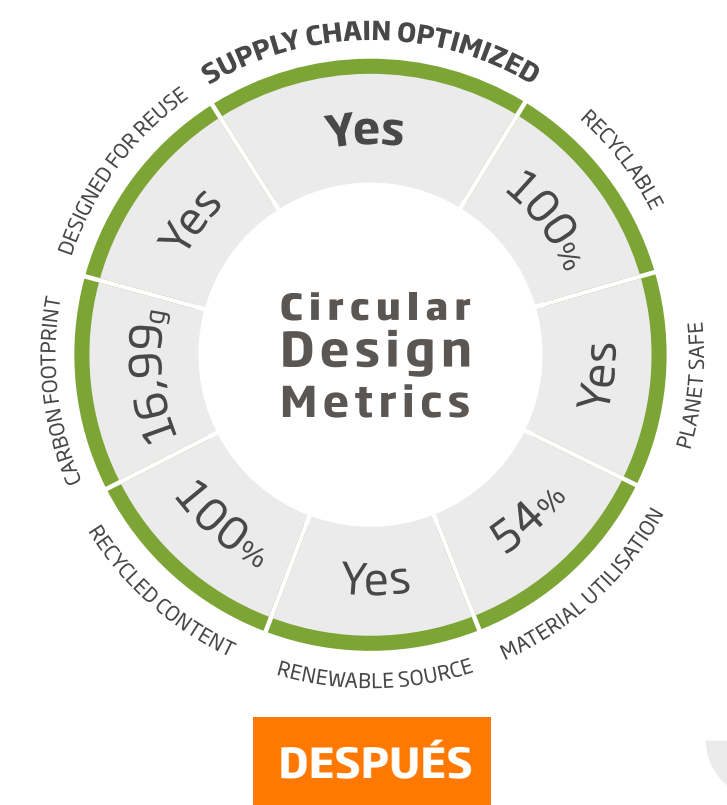 SUPPLY CHAIN OPTIMIZED
Yes
RECYCLABLE
100%
PLANET SAFE
Yes
MATERIAL UTILISATION
54%
RENEWABLE SOURCE
Yes
RECYCLED CONTENT
100%
CARBON FOOTPRINT
16,99g
DESIGNED FOR REUSE
Yes
Circular
Design
Metrics
DESPUÉS